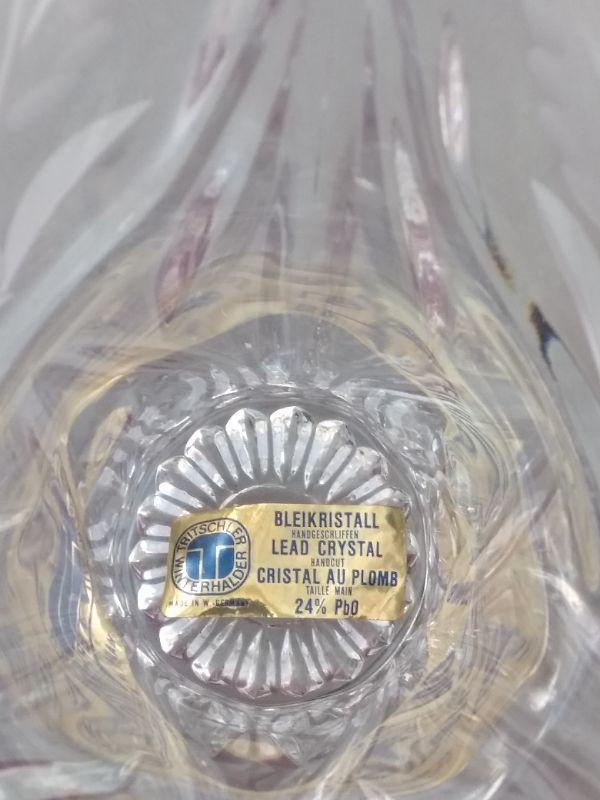 TRITSCHLER
WINTERHALDER
MADE IN W.-GERMANY
BLEIKRISTALL
HANDGESCHLIFFEN
LEAD CRYSTAL
HANDCUT
CRISTAL AU PLOMB
TAILLE MAIN
24% PbO